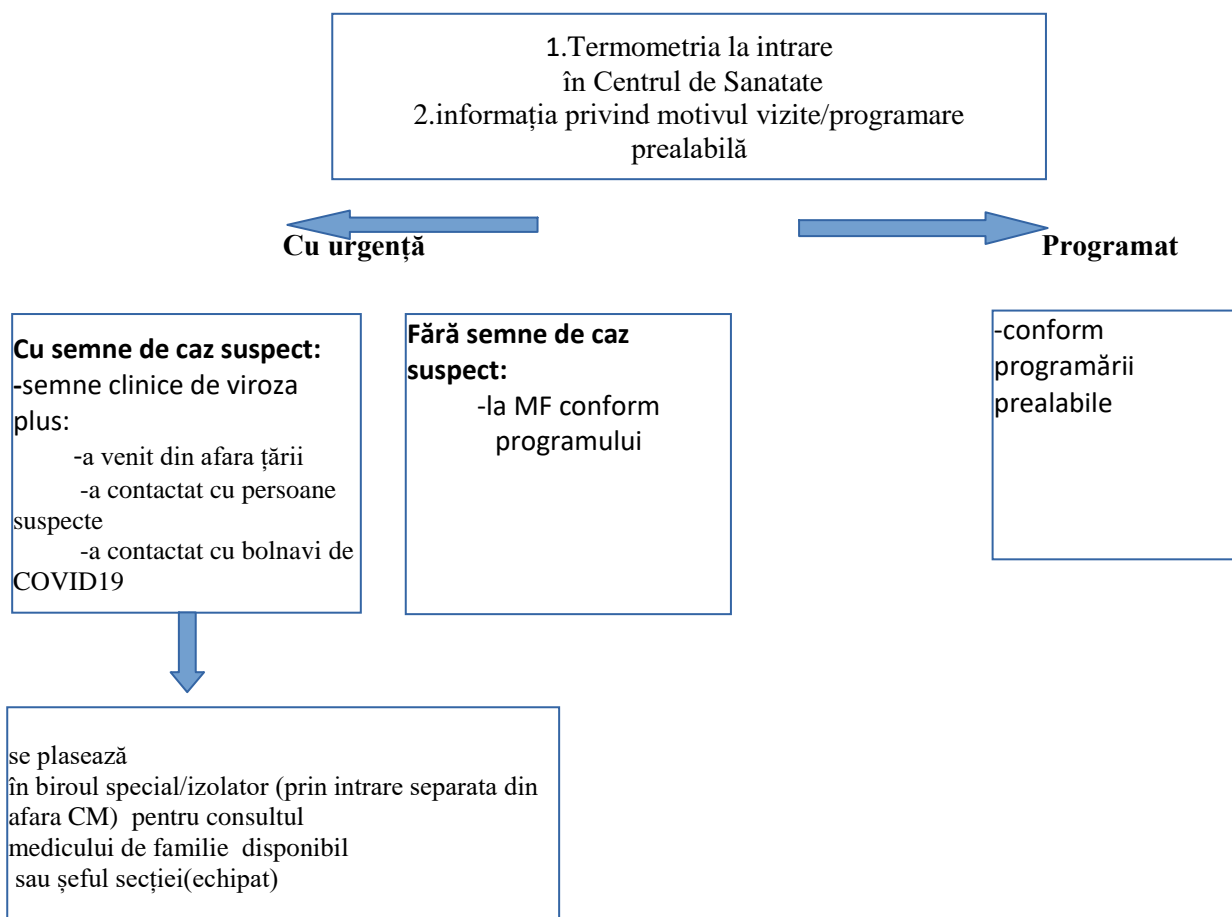 1.Termometria la intrare
în Centrul de Sanatate
2.informația privind motivul vizite/programare
prealabilă
Cu urgență
Programat
Cu semne de caz suspect:
-semne clinice de viroza
plus:
-a venit din afara țării
-a contactat cu persoane
suspecte
-a contactat cu bolnavi de
COVID19
Fără semne de caz
suspect:
-la MF conform
programului
-conform
programării
prealabile
se plasează
în biroul special/izolator (prin intrare separata din
afara CM) pentru consultul
medicului de familie disponibil
sau șeful secției(echipat)